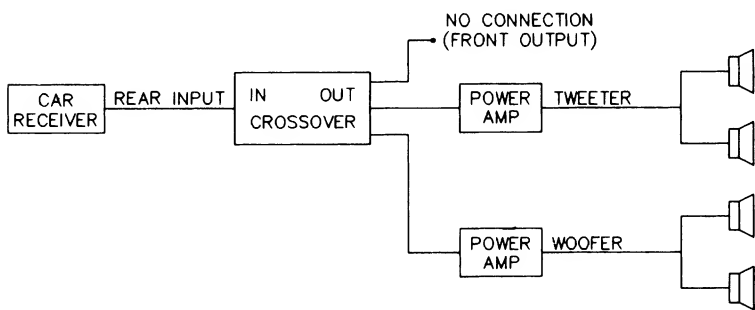 NO CONNECTION
(FRONT OUTPUT)
CAR
RECEIVER
REAR INPUT
IN OUT
CROSSOVER
POWER
AMP
TWEETER
POWER
AMP
WOOFER